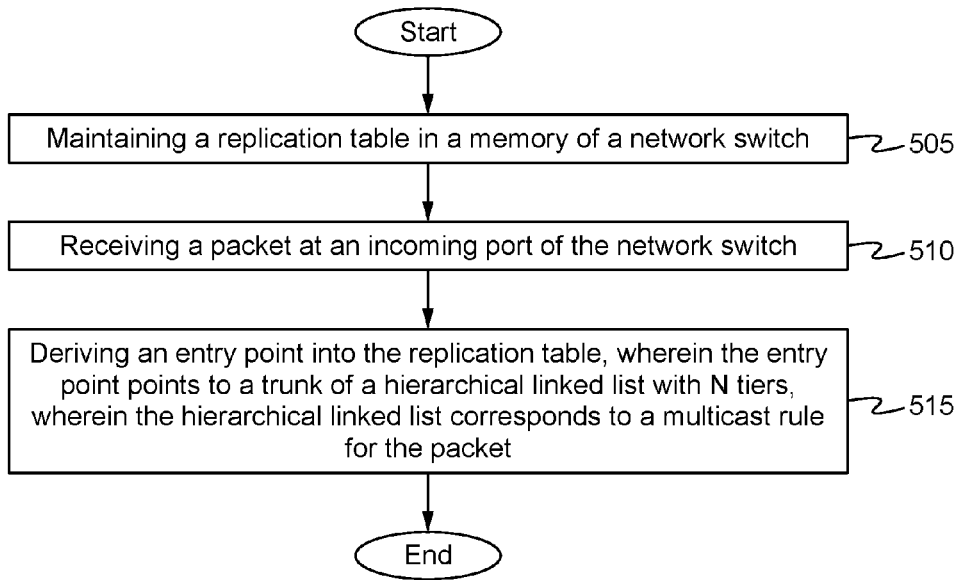 Start
Maintaining a replication table in a memory of a network switch
505
Receiving a packet at an incoming port of the network switch
510
Deriving an entry point into the replication table, wherein the entry
point points to a trunk of a hierarchical linked list with N tiers,
wherein the hierarchical linked list corresponds to a multicast rule
for the packet
515
End